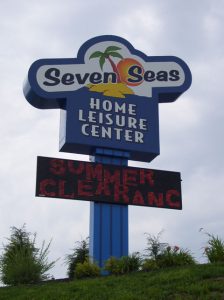 Seven Seas
HOME
LEISURE
CENTER
SUMMER
CLEARANC